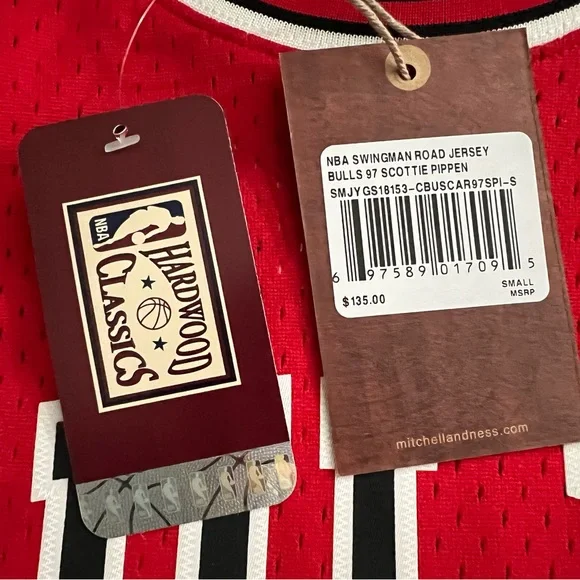 NBA
HARDWOOD
CLASSICS
NBA SWINGMAN ROAD JERSEY
BULLS 97 SCOTTIE PIPPEN
SMJYGS18153-CBUSCAR97SPI-S
6 97589 01709 5
SMALL
$135.00 MSRP
mitchellandness.com